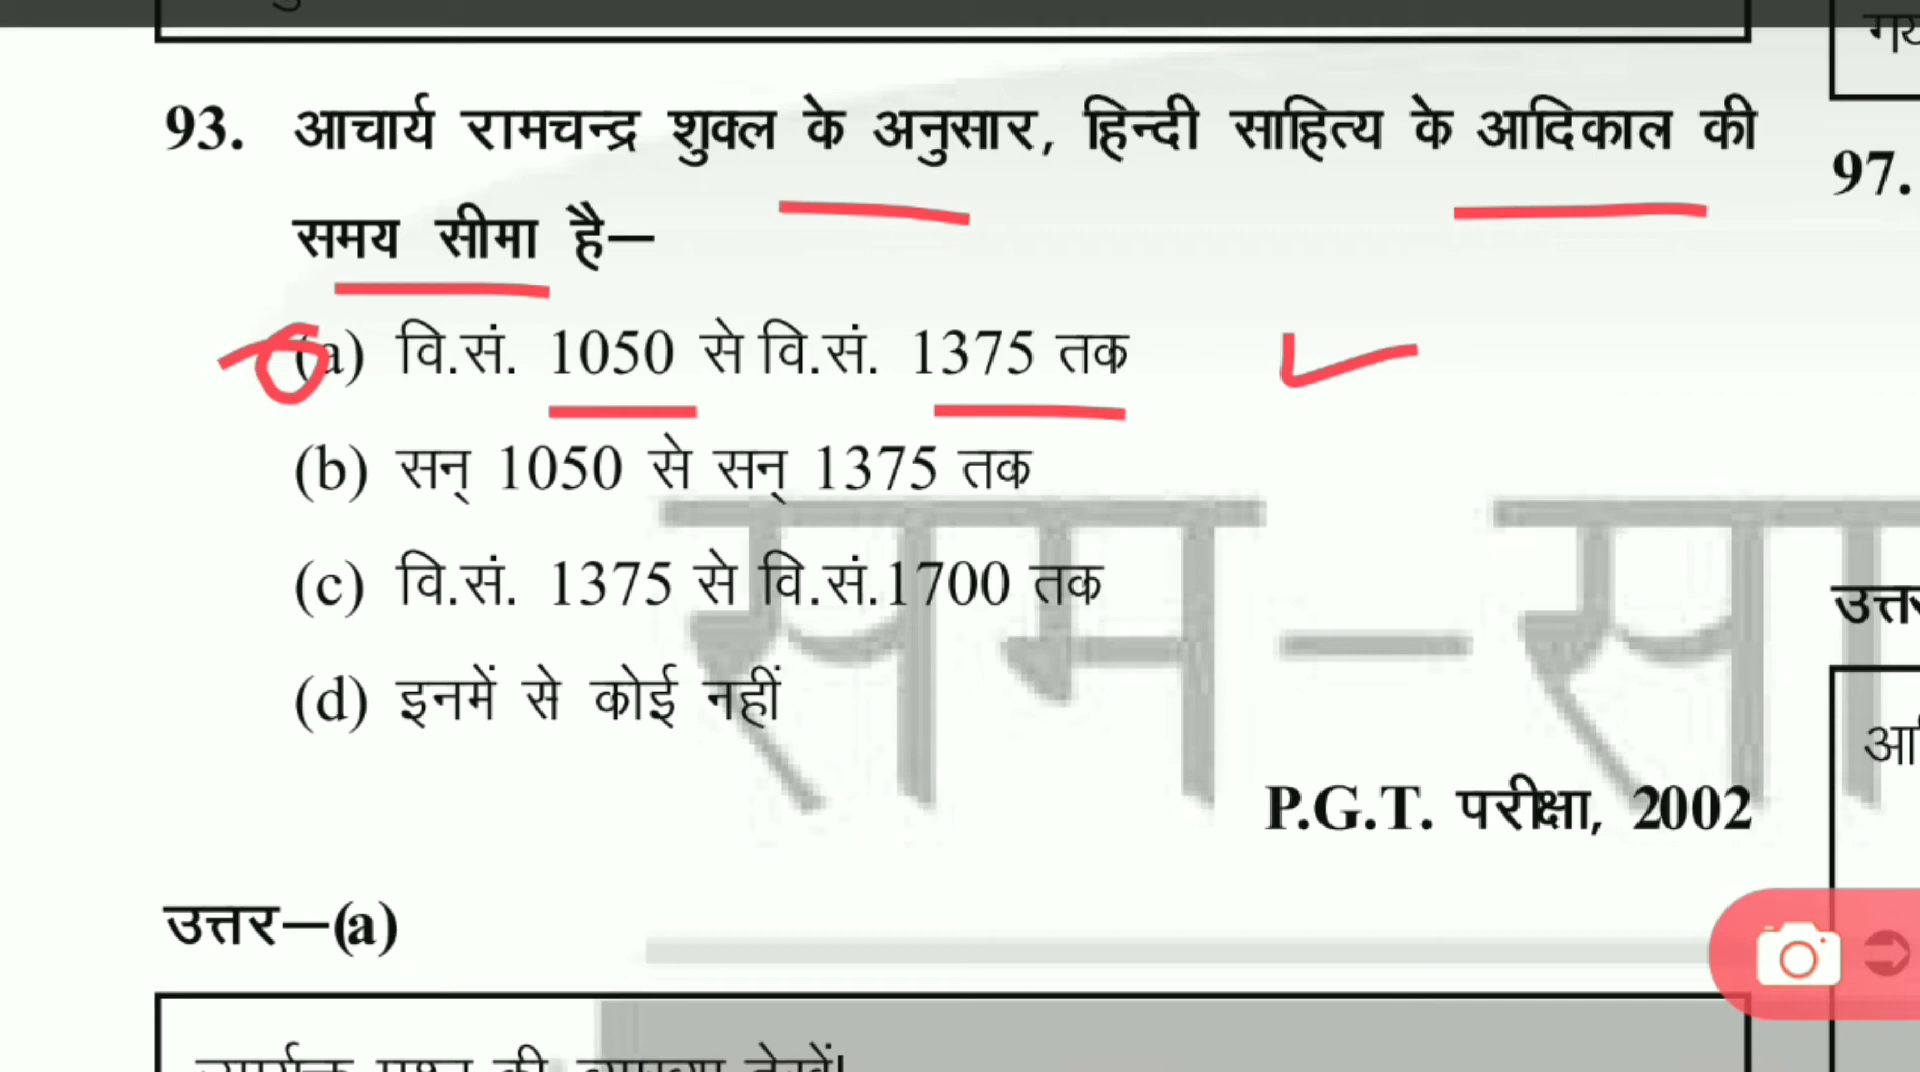 93. आचार्य रामचन्द्र शुक्ल के अनुसार, हिन्दी साहित्य के आदिकाल की
समय सीमा है—
(a) वि.सं. 1050 से वि.सं. 1375 तक
(b) सन् 1050 से सन् 1375 तक
(c) वि.सं. 1375 से वि.सं.1700 तक
(d) इनमें से कोई नहीं
P.G.T. परीक्षा, 2002
उत्तर—(a)
97.